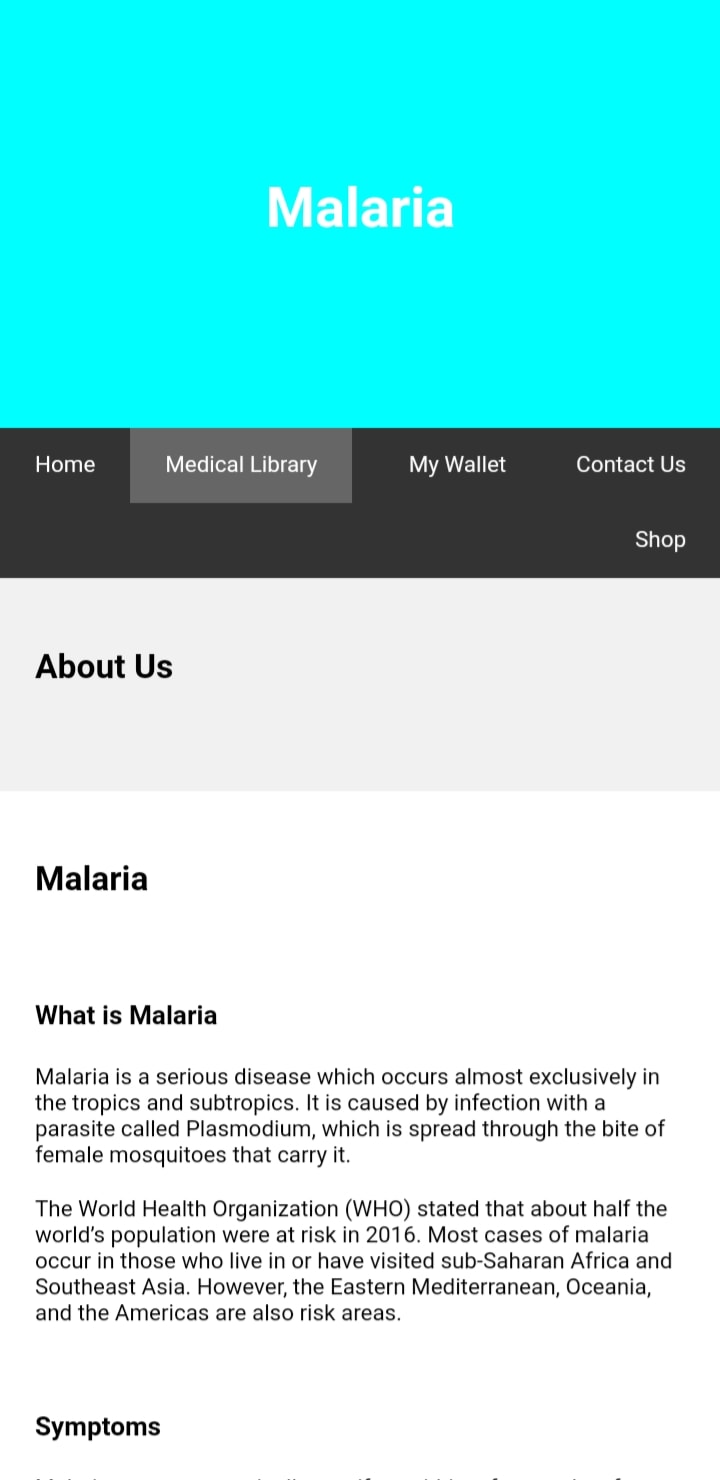 Malaria
Home Medical Library My Wallet Contact Us
Shop
About Us
Malaria
What is Malaria
Malaria is a serious disease which occurs almost exclusively in
the tropics and subtropics. It is caused by infection with a
parasite called Plasmodium, which is spread through the bite of
female mosquitoes that carry it.
The World Health Organization (WHO) stated that about half the
world’s population were at risk in 2016. Most cases of malaria
occur in those who live in or have visited sub-Saharan Africa and
Southeast Asia. However, the Eastern Mediterranean, Oceania,
and the Americas are also risk areas.
Symptoms